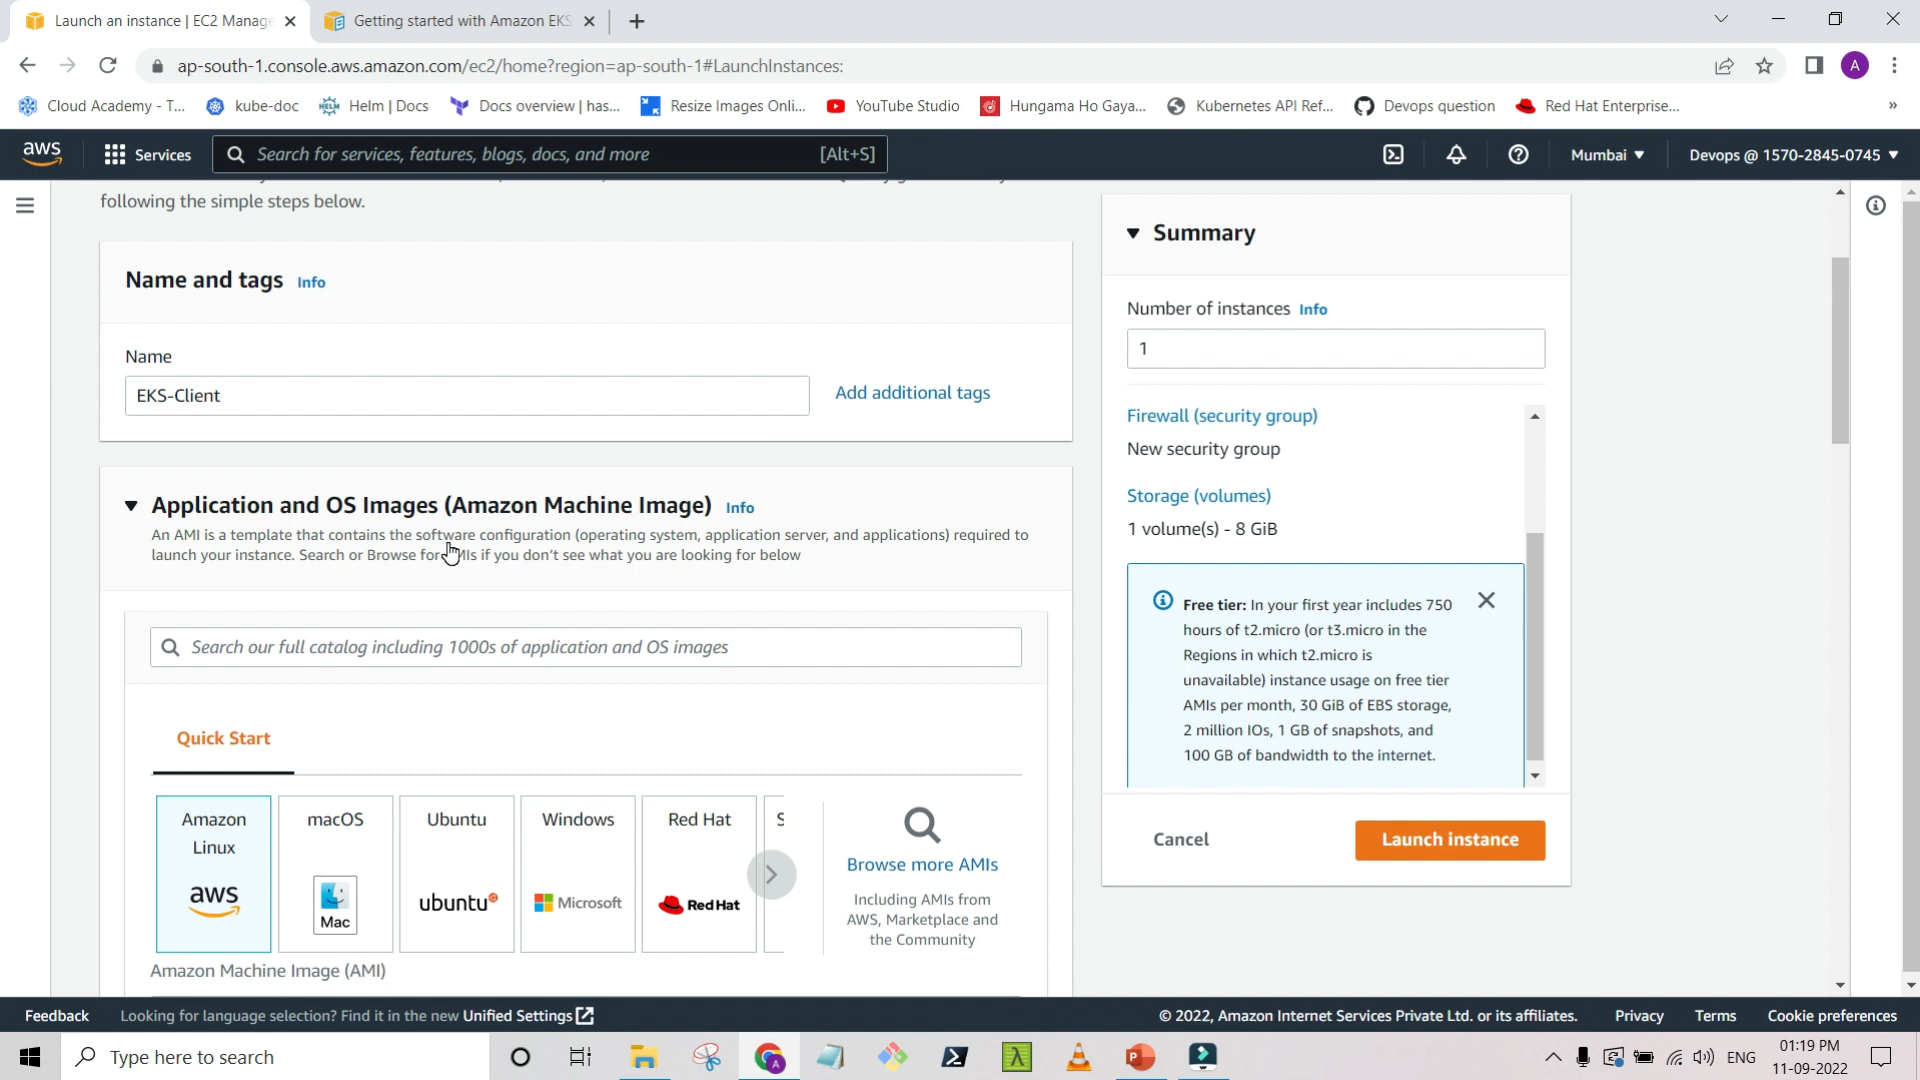 Launch an instance | EC2 Manage
Getting started with Amazon EKS
ap-south-1.console.aws.amazon.com/ec2/home?region=ap-south-1#LaunchInstances:
A
Cloud Academy - T...
kube-doc
HELM
Helm | Docs
Docs overview | has...
Resize Images Onli...
YouTube Studio
Hungama Ho Gaya...
Kubernetes API Ref...
Devops question
Red Hat Enterprise...
»
aws
Services
Search for services, features, blogs, docs, and more
[Alt+S]
Mumbai
Devops @ 1570-2845-0745
following the simple steps below.
Name and tags Info
Name
EKS-Client
Add additional tags
Application and OS Images (Amazon Machine Image) Info
An AMI is a template that contains the software configuration (operating system, application server, and applications) required to
launch your instance. Search or Browse for AMIs if you don't see what you are looking for below
Search our full catalog including 1000s of application and OS images
Quick Start
Amazon
Linux
aws
macOS
Mac
Ubuntu
ubuntu
Windows
Microsoft
Red Hat
Red Hat
S
Browse more AMIs
Including AMIs from
AWS, Marketplace and
the Community
Amazon Machine Image (AMI)
Summary
Number of instances Info
1
Firewall (security group)
New security group
Storage (volumes)
1 volume(s) - 8 GiB
Free tier: In your first year includes 750
hours of t2.micro (or t3.micro in the
Regions in which t2.micro is
unavailable) instance usage on free tier
AMIs per month, 30 GiB of EBS storage,
2 million IOs, 1 GB of snapshots, and
100 GB of bandwidth to the internet.
Cancel
Launch instance
Feedback
Looking for language selection? Find it in the new Unified Settings
© 2022, Amazon Internet Services Private Ltd. or its affiliates.
Privacy
Terms
Cookie preferences
Type here to search
ENG
01:19 PM
11-09-2022